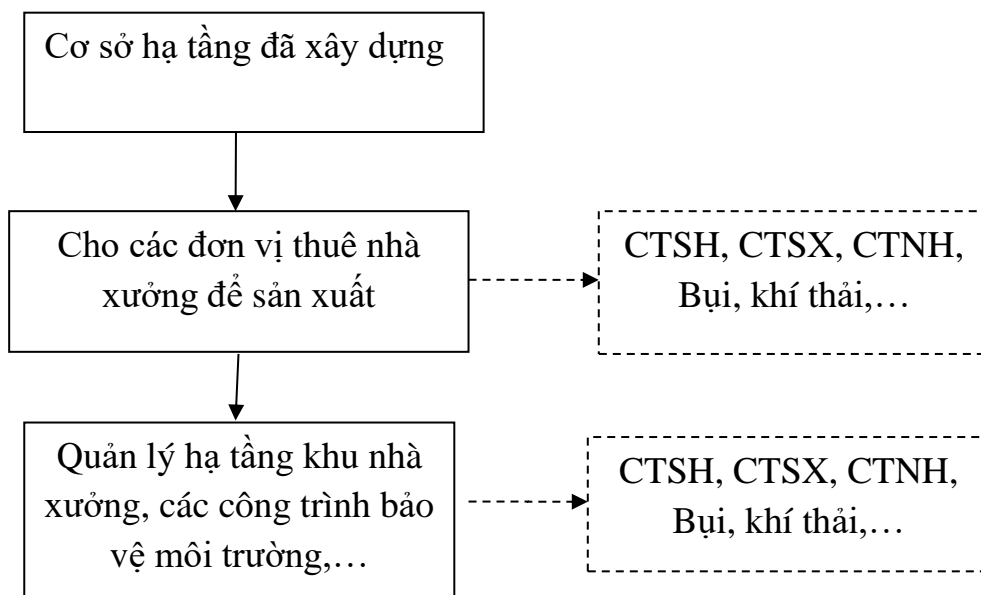 Cơ sở hạ tầng đã xây dựng
Cho các đơn vị thuê nhà
xưởng để sản xuất
CTSH, CTSX, CTNH,
Bụi, khí thải,…
Quản lý hạ tầng khu nhà
xưởng, các công trình bảo
vệ môi trường,…
CTSH, CTSX, CTNH,
Bụi, khí thải,…